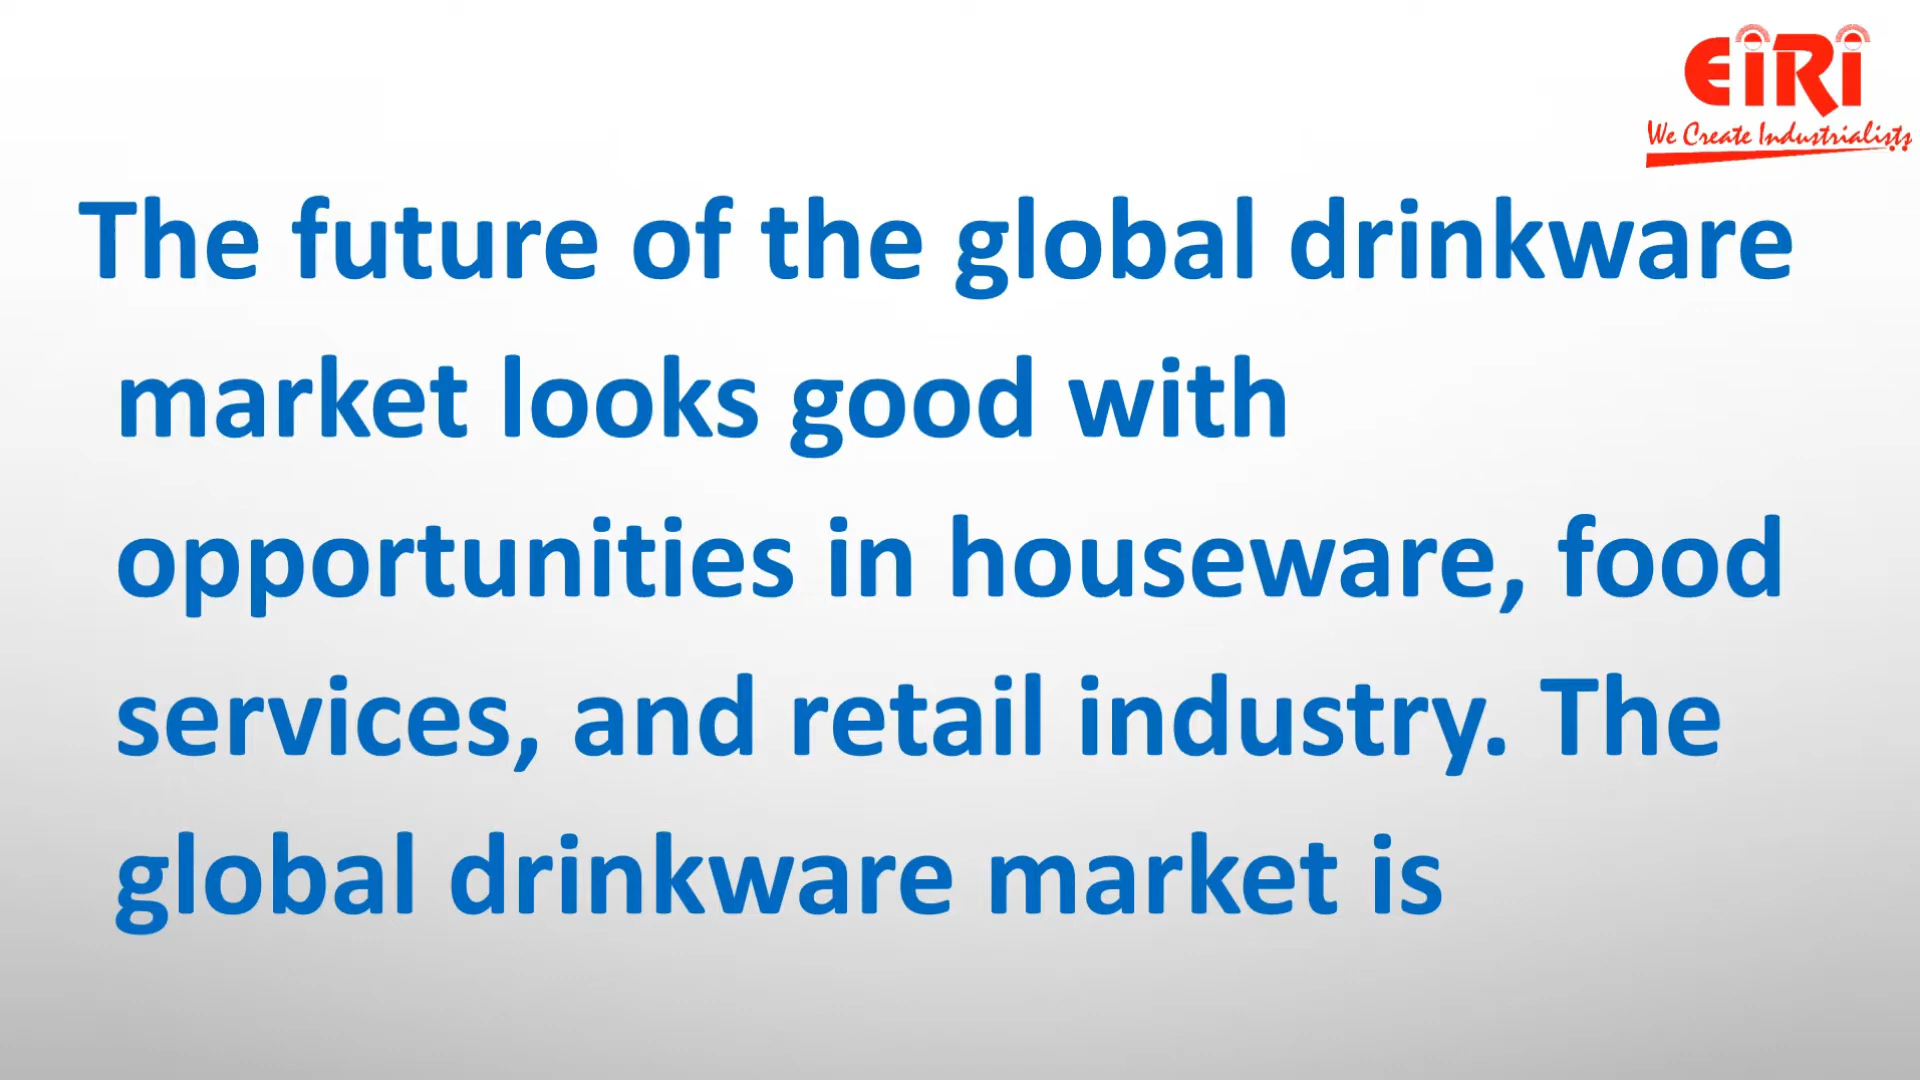 EiRi
We Create Industrialists
The future of the global drinkware
market looks good with
opportunities in houseware, food
services, and retail industry. The
global drinkware market is